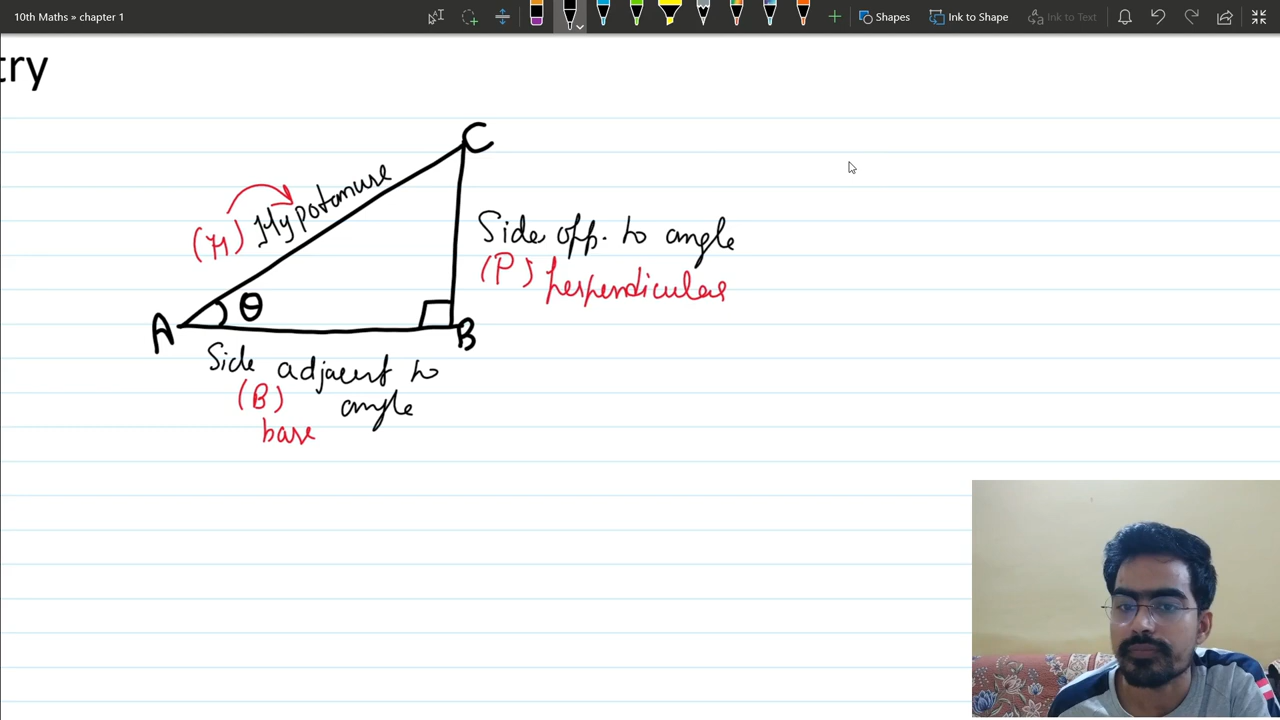 10th Maths » chapter 1
Shapes
Ink to Shape
Ink to Text
try
C
(H) Hypotenuse
Side opp. to angle
(P) perpendicular
θ
A
B
Side adjacent to
(B) angle
base